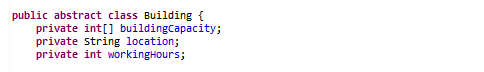 public abstract class Building {
    private int[] buildingCapacity;
    private String location;
    private int workingHours;